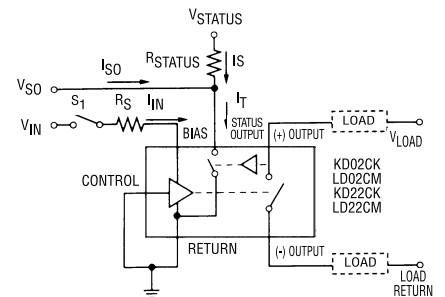 VSTATUS
RSTATUS
IS
VSO
ISO
IT
S1
RS
IIN
VIN
BIAS
STATUS
OUTPUT
(+) OUTPUT
LOAD
VLOAD
CONTROL
KD02CK
LD02CM
KD22CK
LD22CM
RETURN
(-) OUTPUT
LOAD
LOAD
RETURN